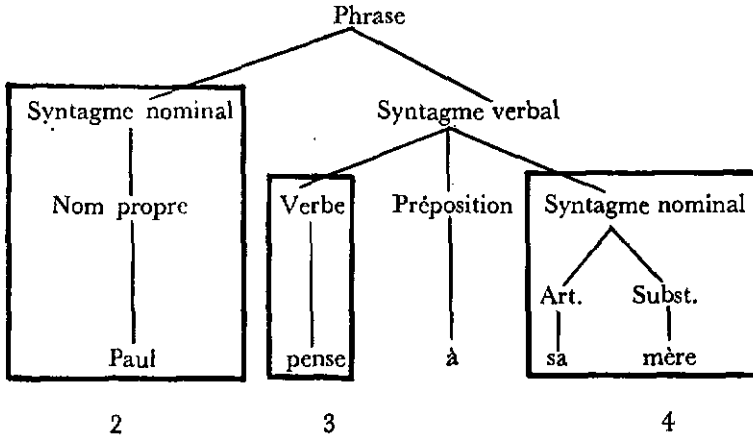 Phrase
Syntagme nominal Syntagme verbal
Nom propre Verbe Préposition Syntagme nominal
Art. Subst.
Paul pense à sa mère
2 3 4